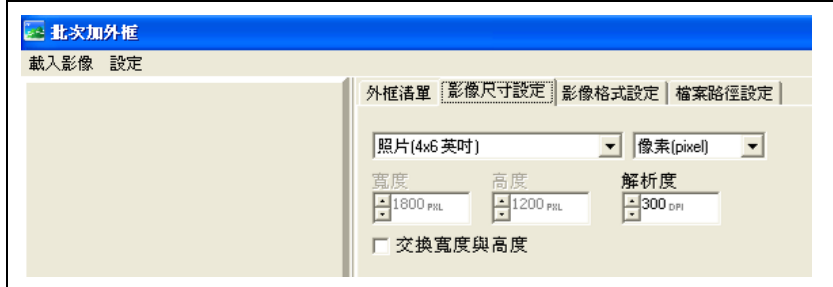 批次加外框
載入影像 設定
外框清單 影像尺寸設定 影像格式設定 檔案路徑設定
照片(4x6 英吋) 像素(pixel)
寬度 高度 解析度
1800 PXL 1200 PXL 300 DPI
交換寬度與高度